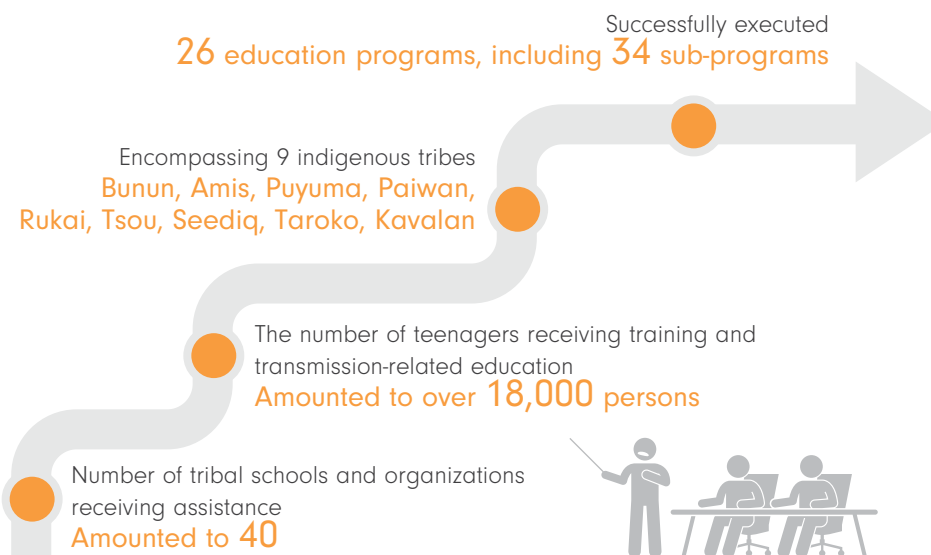 Successfully executed
26 education programs, including 34 sub-programs
Encompassing 9 indigenous tribes
Bunun, Amis, Puyuma, Paiwan,
Rukai, Tsou, Seediq, Taroko, Kavalan
The number of teenagers receiving training and
transmission-related education
Amounted to over 18,000 persons
Number of tribal schools and organizations
receiving assistance
Amounted to 40